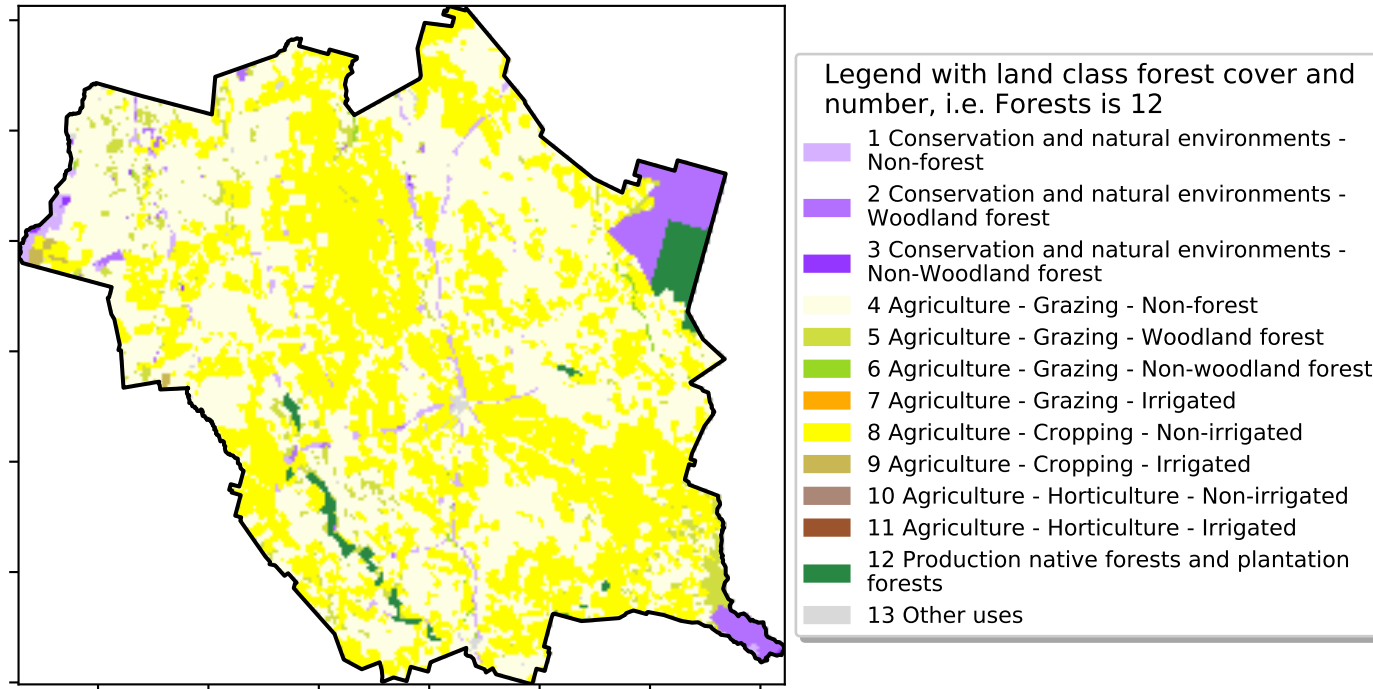 Legend with land class forest cover and
number, i.e. Forests is 12
1 Conservation and natural environments -
Non-forest
2 Conservation and natural environments -
Woodland forest
3 Conservation and natural environments -
Non-Woodland forest
4 Agriculture - Grazing - Non-forest
5 Agriculture - Grazing - Woodland forest
6 Agriculture - Grazing - Non-woodland forest
7 Agriculture - Grazing - Irrigated
8 Agriculture - Cropping - Non-irrigated
9 Agriculture - Cropping - Irrigated
10 Agriculture - Horticulture - Non-irrigated
11 Agriculture - Horticulture - Irrigated
12 Production native forests and plantation
forests
13 Other uses